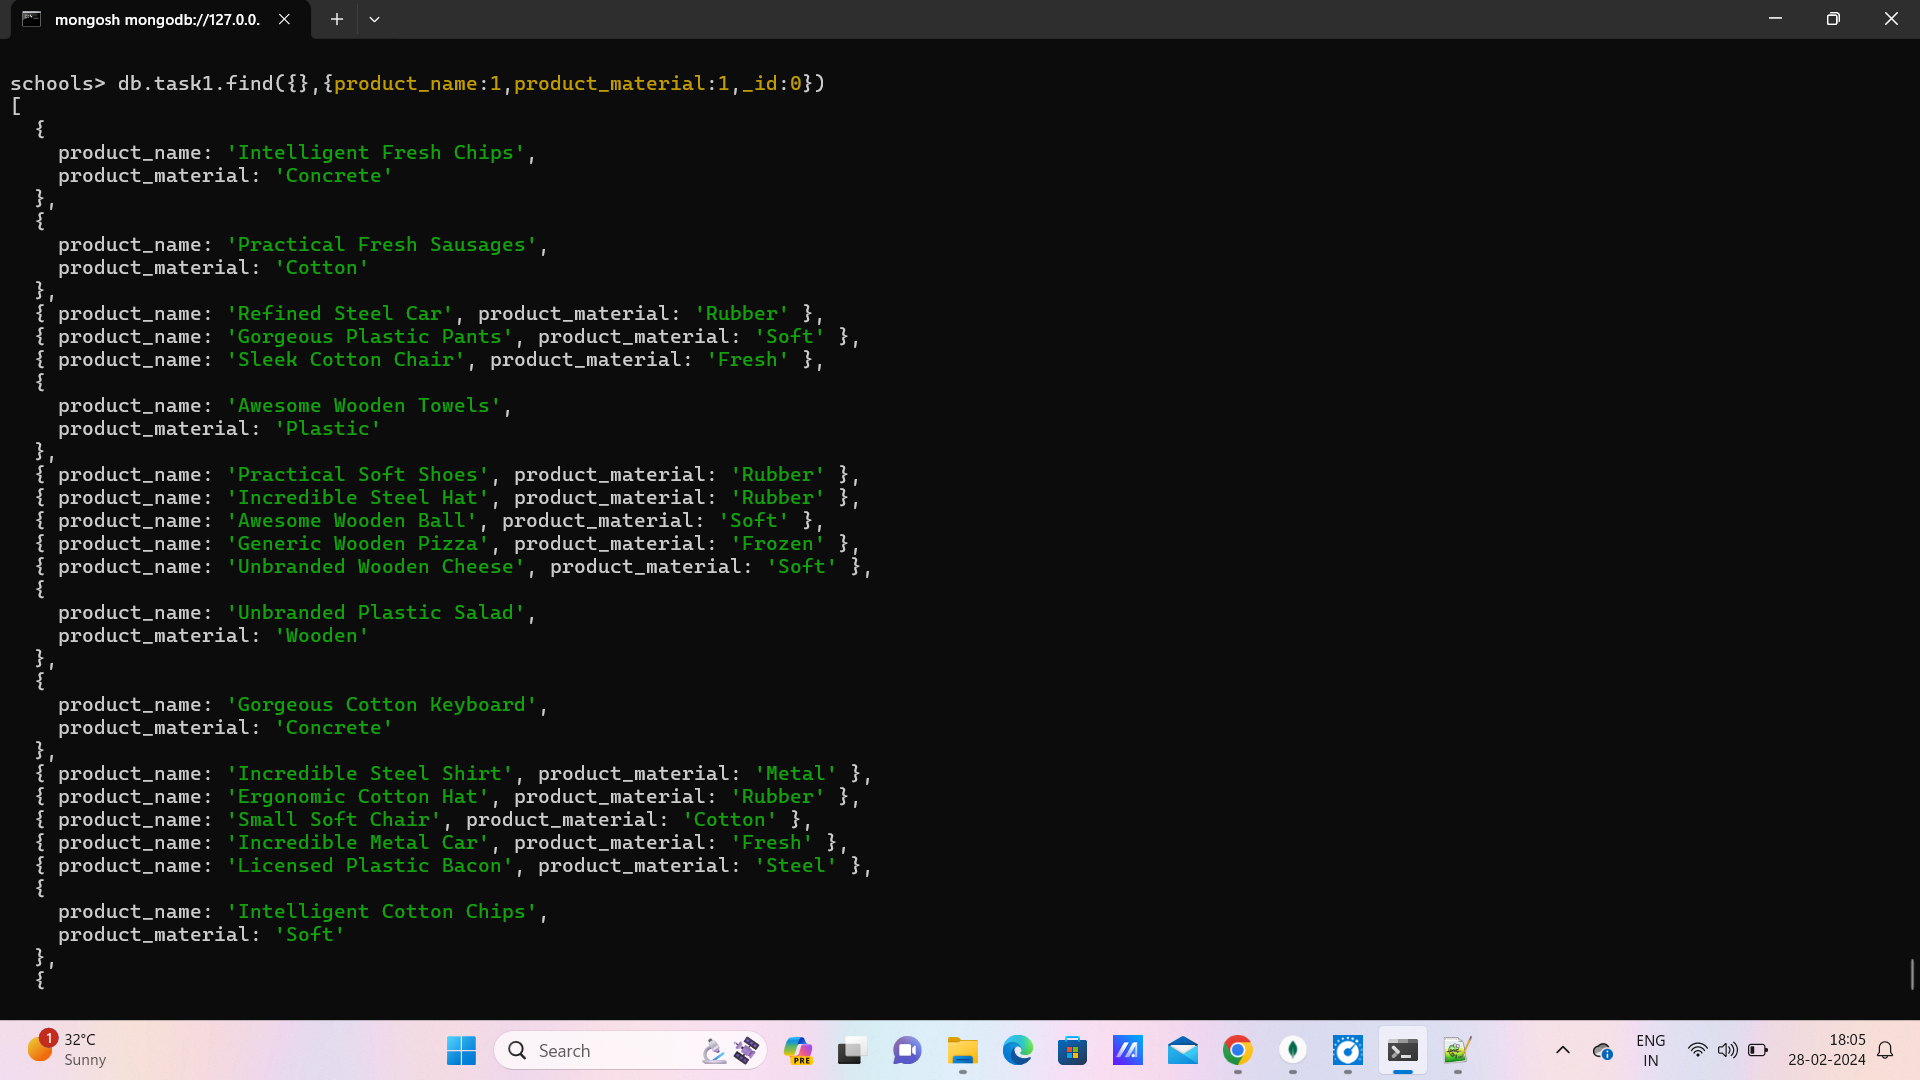 mongosh mongodb://127.0.0.
schools> db.task1.find({},{product_name:1,product_material:1,_id:0})
[
  {
    product_name: 'Intelligent Fresh Chips',
    product_material: 'Concrete'
  },
  {
    product_name: 'Practical Fresh Sausages',
    product_material: 'Cotton'
  },
  { product_name: 'Refined Steel Car', product_material: 'Rubber' },
  { product_name: 'Gorgeous Plastic Pants', product_material: 'Soft' },
  { product_name: 'Sleek Cotton Chair', product_material: 'Fresh' },
  {
    product_name: 'Awesome Wooden Towels',
    product_material: 'Plastic'
  },
  { product_name: 'Practical Soft Shoes', product_material: 'Rubber' },
  { product_name: 'Incredible Steel Hat', product_material: 'Rubber' },
  { product_name: 'Awesome Wooden Ball', product_material: 'Soft' },
  { product_name: 'Generic Wooden Pizza', product_material: 'Frozen' },
  { product_name: 'Unbranded Wooden Cheese', product_material: 'Soft' },
  {
    product_name: 'Unbranded Plastic Salad',
    product_material: 'Wooden'
  },
  {
    product_name: 'Gorgeous Cotton Keyboard',
    product_material: 'Concrete'
  },
  { product_name: 'Incredible Steel Shirt', product_material: 'Metal' },
  { product_name: 'Ergonomic Cotton Hat', product_material: 'Rubber' },
  { product_name: 'Small Soft Chair', product_material: 'Cotton' },
  { product_name: 'Incredible Metal Car', product_material: 'Fresh' },
  { product_name: 'Licensed Plastic Bacon', product_material: 'Steel' },
  {
    product_name: 'Intelligent Cotton Chips',
    product_material: 'Soft'
  },
  {
1
32°C
Sunny
Search
PRE
ENG
IN
18:05
28-02-2024